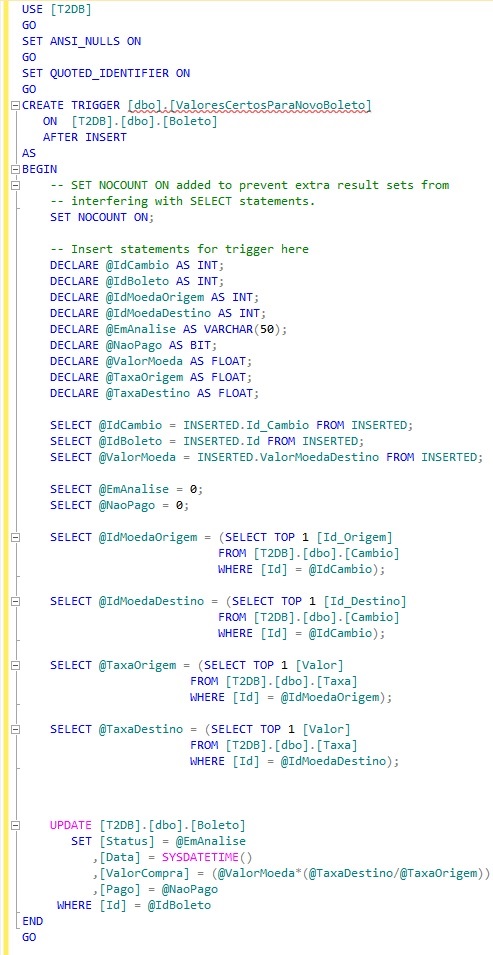 USE [T2DB]
GO
SET ANSI_NULLS ON
GO
SET QUOTED_IDENTIFIER ON
GO
CREATE TRIGGER [dbo].[ValoresCertosParaNovoBoleto]
ON [T2DB].[dbo].[Boleto]
AFTER INSERT
AS
BEGIN
-- SET NOCOUNT ON added to prevent extra result sets from
-- interfering with SELECT statements.
SET NOCOUNT ON;
-- Insert statements for trigger here
DECLARE @IdCambio AS INT;
DECLARE @IdBoleto AS INT;
DECLARE @IdMoedaOrigem AS INT;
DECLARE @IdMoedaDestino AS INT;
DECLARE @EmAnalise AS VARCHAR(50);
DECLARE @NaoPago AS BIT;
DECLARE @ValorMoeda AS FLOAT;
DECLARE @TaxaOrigem AS FLOAT;
DECLARE @TaxaDestino AS FLOAT;
SELECT @IdCambio = INSERTED.Id_Cambio FROM INSERTED;
SELECT @IdBoleto = INSERTED.Id FROM INSERTED;
SELECT @ValorMoeda = INSERTED.ValorMoedaDestino FROM INSERTED;
SELECT @EmAnalise = 0;
SELECT @NaoPago = 0;
SELECT @IdMoedaOrigem = (SELECT TOP 1 [Id_Origem]
FROM [T2DB].[dbo].[Cambio]
WHERE [Id] = @IdCambio);
SELECT @IdMoedaDestino = (SELECT TOP 1 [Id_Destino]
FROM [T2DB].[dbo].[Cambio]
WHERE [Id] = @IdCambio);
SELECT @TaxaOrigem = (SELECT TOP 1 [Valor]
FROM [T2DB].[dbo].[Taxa]
WHERE [Id] = @IdMoedaOrigem);
SELECT @TaxaDestino = (SELECT TOP 1 [Valor]
FROM [T2DB].[dbo].[Taxa]
WHERE [Id] = @IdMoedaDestino);
UPDATE [T2DB].[dbo].[Boleto]
SET [Status] = @EmAnalise
,[Data] = SYSDATETIME()
,[ValorCompra] = (@ValorMoeda*(@TaxaDestino/@TaxaOrigem))
,[Pago] = @NaoPago
WHERE [Id] = @IdBoleto
END
GO